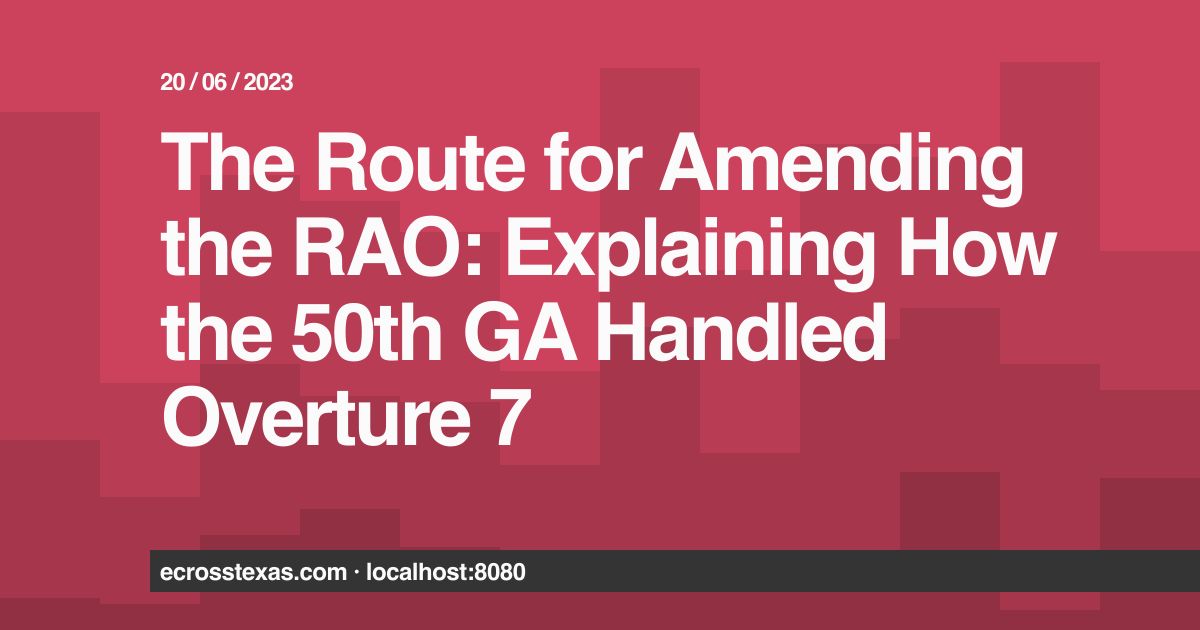 20 / 06 / 2023
The Route for Amending
the RAO: Explaining How
the 50th GA Handled
Overture 7
ecrosstexas.com · localhost:8080